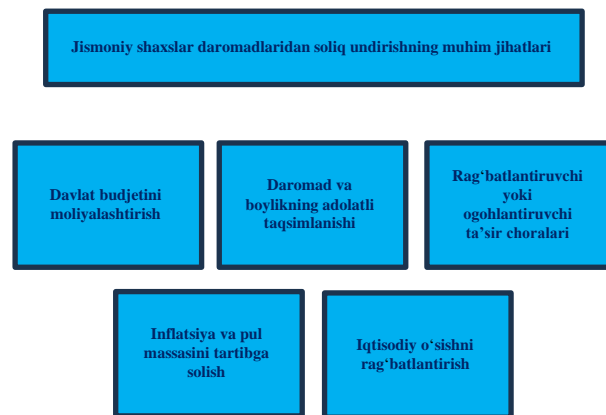 Jismoniy shaxslar daromadlaridan soliq undirishning muhim jihatlari
Davlat budjetini
moliyalashtirish
Daromad va
boylikning adolatli
taqsimlanishi
Rag‘batlantiruvchi
yoki
ogohlantiruvchi
ta’sir choralari
Inflatsiya va pul
massasini tartibga
solish
Iqtisodiy o‘sishni
rag‘batlantirish